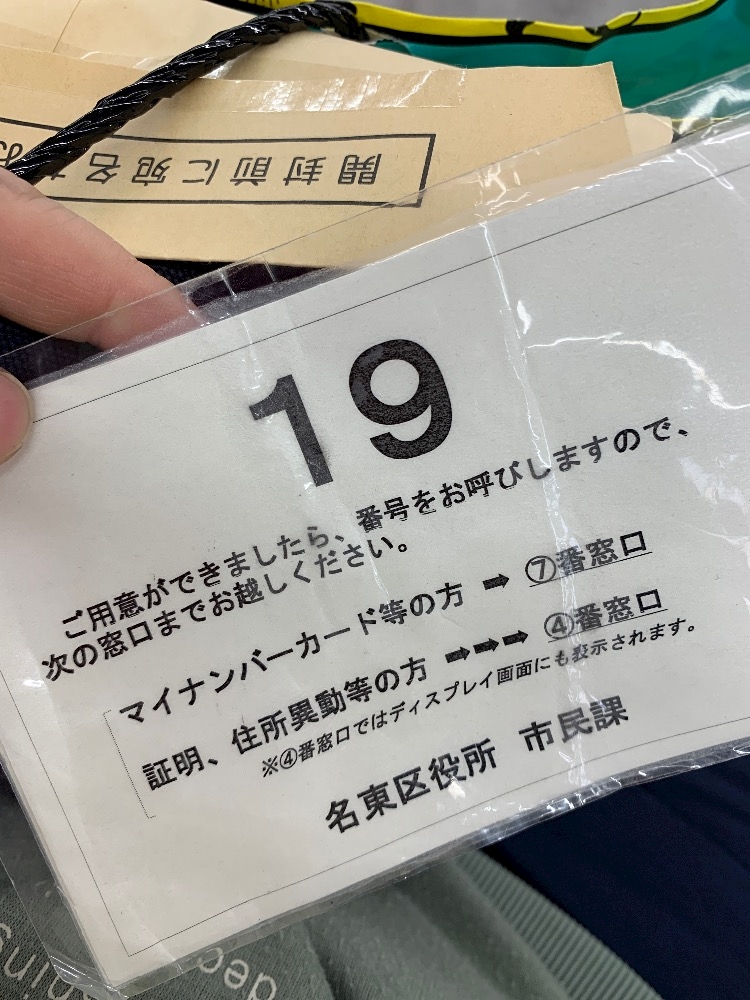 開封前に宛名を
お
19
ご用意ができましたら、番号をお呼びしますので、
次の窓口までお越しください。
マイナンバーカード等の方 ➡ ⑦番窓口
証明、住所異動等の方 ➡➡➡ ④番窓口
※④番窓口ではディスプレイ画面にも表示されます。
名東区役所 市民課
dec